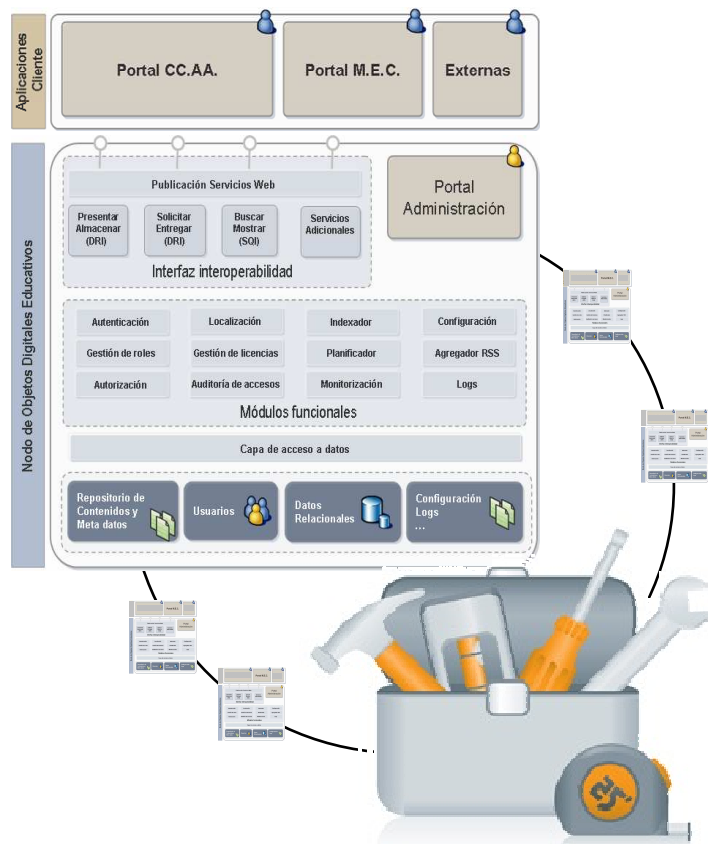 Aplicaciones
Cliente
Portal CC.AA.
Portal M.E.C.
Externas
Nodo de Objetos Digitales Educativos
Publicación Servicios Web
Portal
Administración
Presentar
Almacenar
(DRI)
Solicitar
Entregar
(DRI)
Buscar
Mostrar
(SQI)
Servicios
Adicionales
Interfaz interoperabilidad
Autenticación
Localización
Indexador
Configuración
Gestión de roles
Gestión de licencias
Planificador
Agregador RSS
Autorización
Auditoría de accesos
Monitorización
Logs
Módulos funcionales
Capa de acceso a datos
Repositorio de
Contenidos y
Meta datos
Usuarios
Datos
Relacionales
Configuración
Logs
...